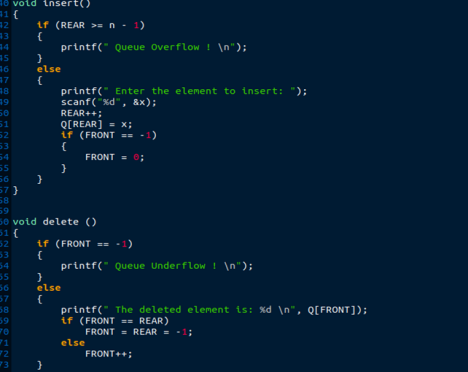 40 void insert()
41 {
42     if (REAR >= n - 1)
43     {
44         printf(" Queue Overflow ! \n");
45     }
46     else
47     {
48         printf(" Enter the element to insert: ");
49         scanf("%d", &x);
50         REAR++;
51         Q[REAR] = x;
52         if (FRONT == -1)
53         {
54             FRONT = 0;
55         }
56     }
57 }
58
59
60 void delete ()
61 {
62     if (FRONT == -1)
63     {
64         printf(" Queue Underflow ! \n");
65     }
66     else
67     {
68         printf(" The deleted element is: %d \n", Q[FRONT]);
69         if (FRONT == REAR)
70             FRONT = REAR = -1;
71         else
72             FRONT++;
73     }